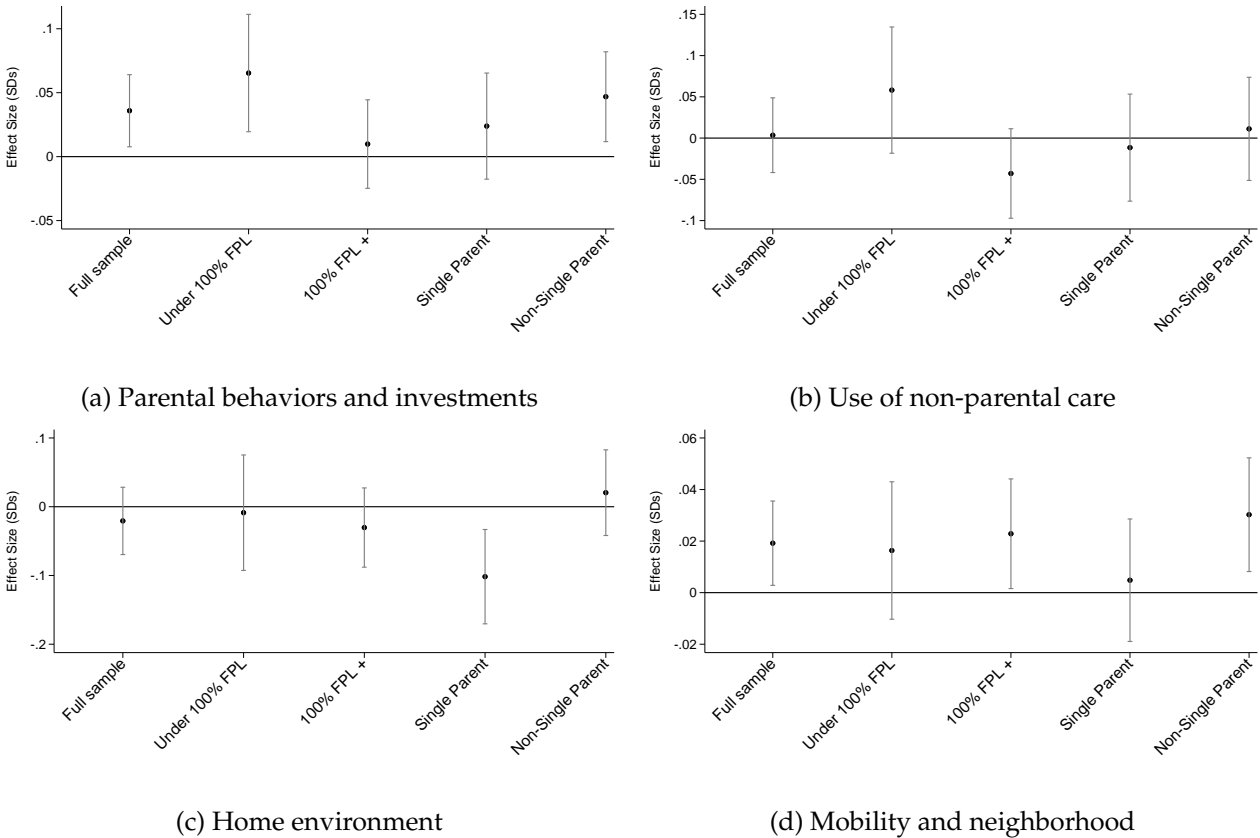 Effect Size (SDs)
.1
.05
0
-.05
Full sample
Under 100% FPL
100% FPL +
Single Parent
Non-Single Parent
(a) Parental behaviors and investments
Effect Size (SDs)
.15
.1
.05
0
-.05
-.1
Full sample
Under 100% FPL
100% FPL +
Single Parent
Non-Single Parent
(b) Use of non-parental care
Effect Size (SDs)
.1
0
-.1
-.2
Full sample
Under 100% FPL
100% FPL +
Single Parent
Non-Single Parent
(c) Home environment
Effect Size (SDs)
.06
.04
.02
0
-.02
Full sample
Under 100% FPL
100% FPL +
Single Parent
Non-Single Parent
(d) Mobility and neighborhood